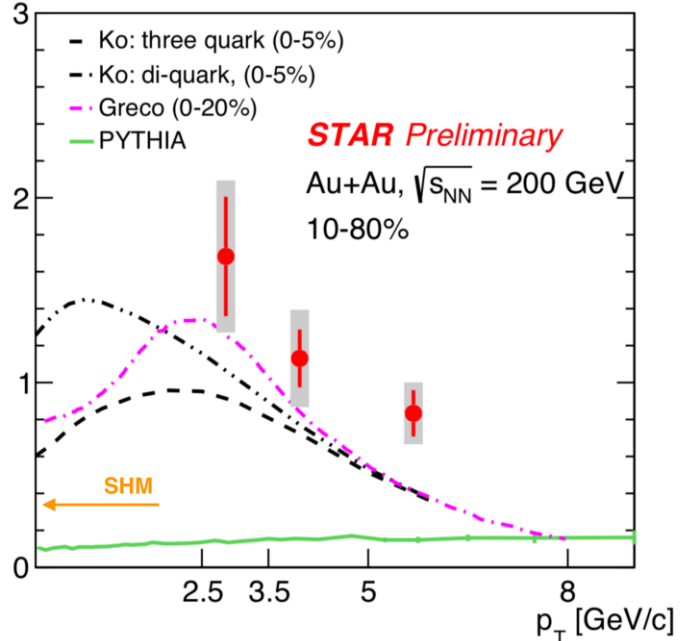 3
Ko: three quark (0-5%)
Ko: di-quark, (0-5%)
Greco (0-20%)
PYTHIA
STAR Preliminary
Au+Au, √sNN = 200 GeV
10-80%
2
1
SHM
0
2.5 3.5 5 8
pT [GeV/c]